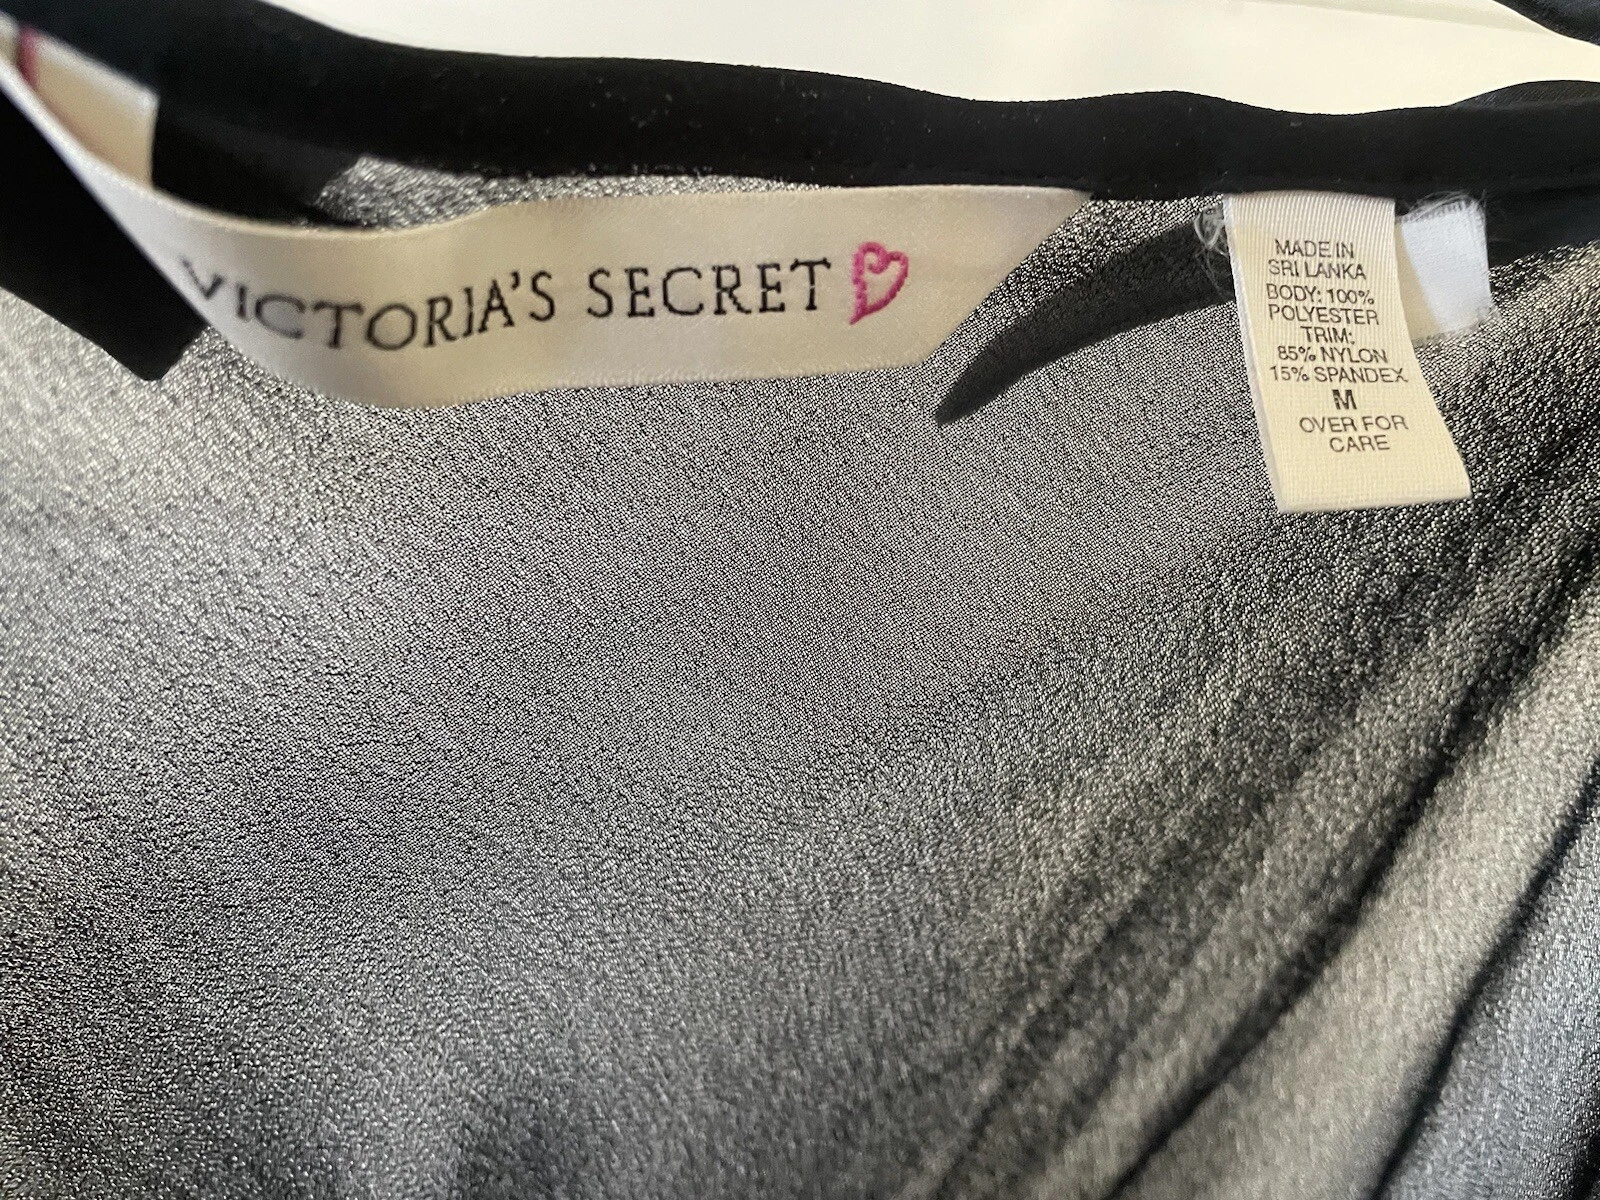 VICTORIA'S SECRET
MADE IN
SRI LANKA
BODY: 100%
POLYESTER
TRIM:
85% NYLON
15% SPANDEX
M
OVER FOR
CARE